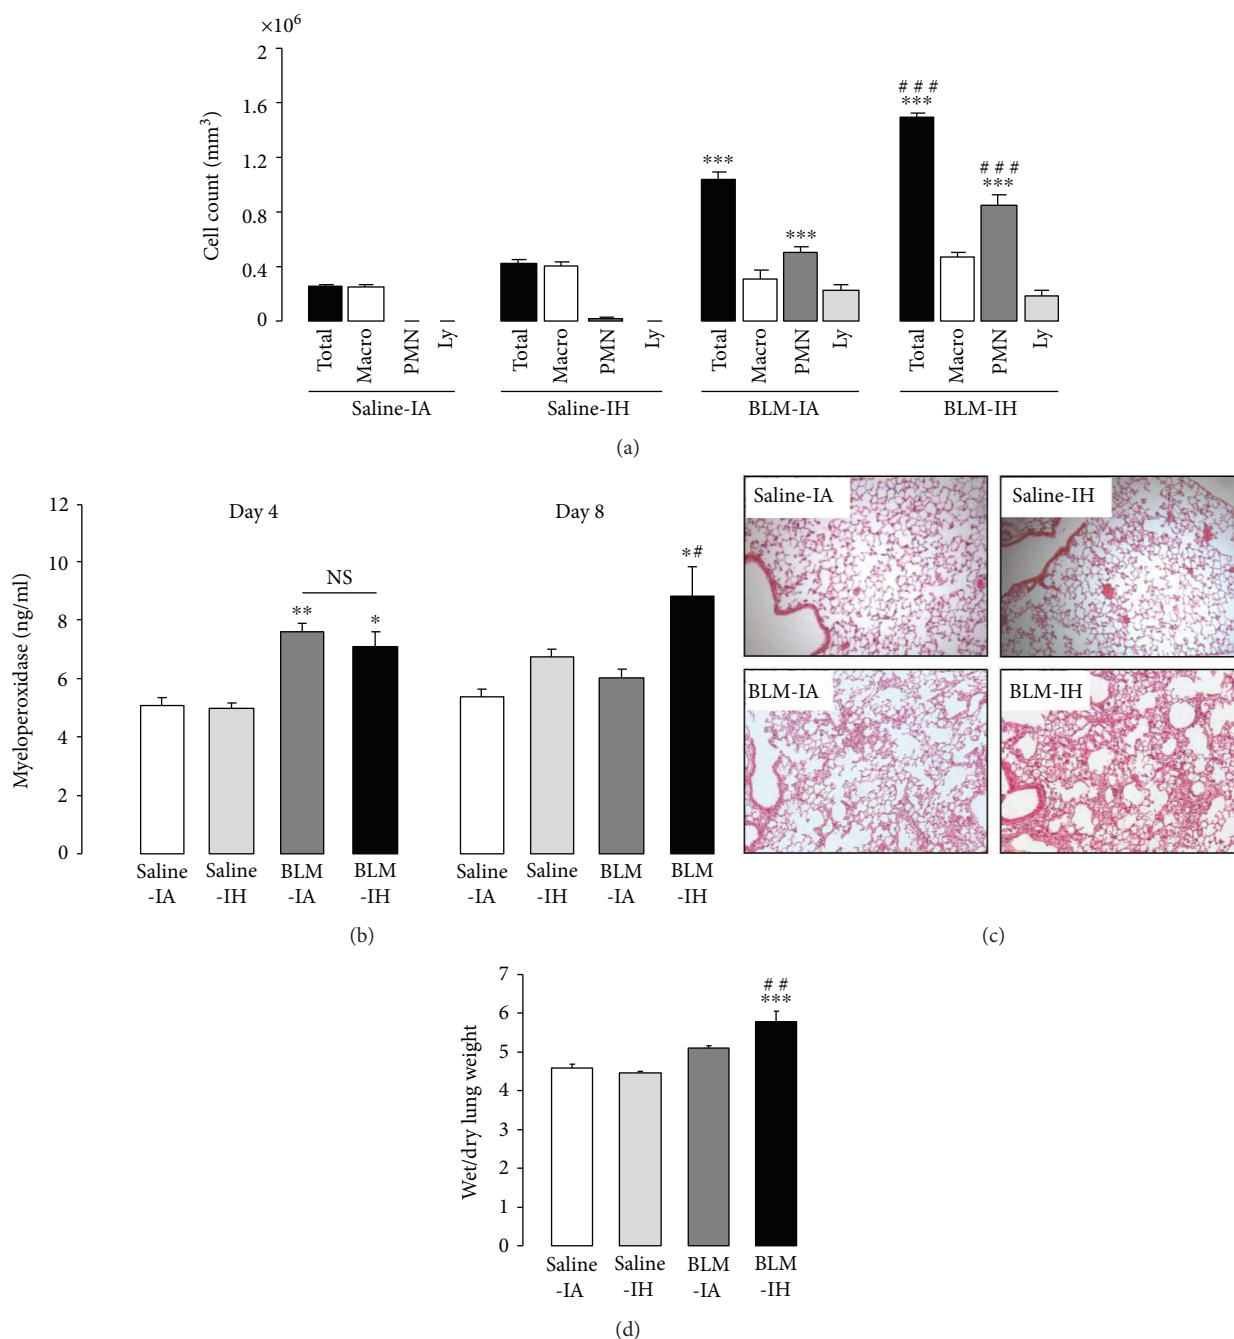 ×10⁶
2
1.6
1.2
0.8
0.4
0
Cell count (mm³)
***
***
# # #
***
# # #
***
Total
Macro
PMN
Ly
Total
Macro
PMN
Ly
Total
Macro
PMN
Ly
Total
Macro
PMN
Ly
Saline-IA
Saline-IH
BLM-IA
BLM-IH
(a)
12
10
8
6
4
2
0
Myeloperoxidase (ng/ml)
Day 4
Day 8
NS
**
*
*#
Saline
-IA
Saline
-IH
BLM
-IA
BLM
-IH
Saline
-IA
Saline
-IH
BLM
-IA
BLM
-IH
(b)
Saline-IA
Saline-IH
BLM-IA
BLM-IH
(c)
7
6
5
4
3
2
1
0
Wet/dry lung weight
# #
***
Saline
-IA
Saline
-IH
BLM
-IA
BLM
-IH
(d)